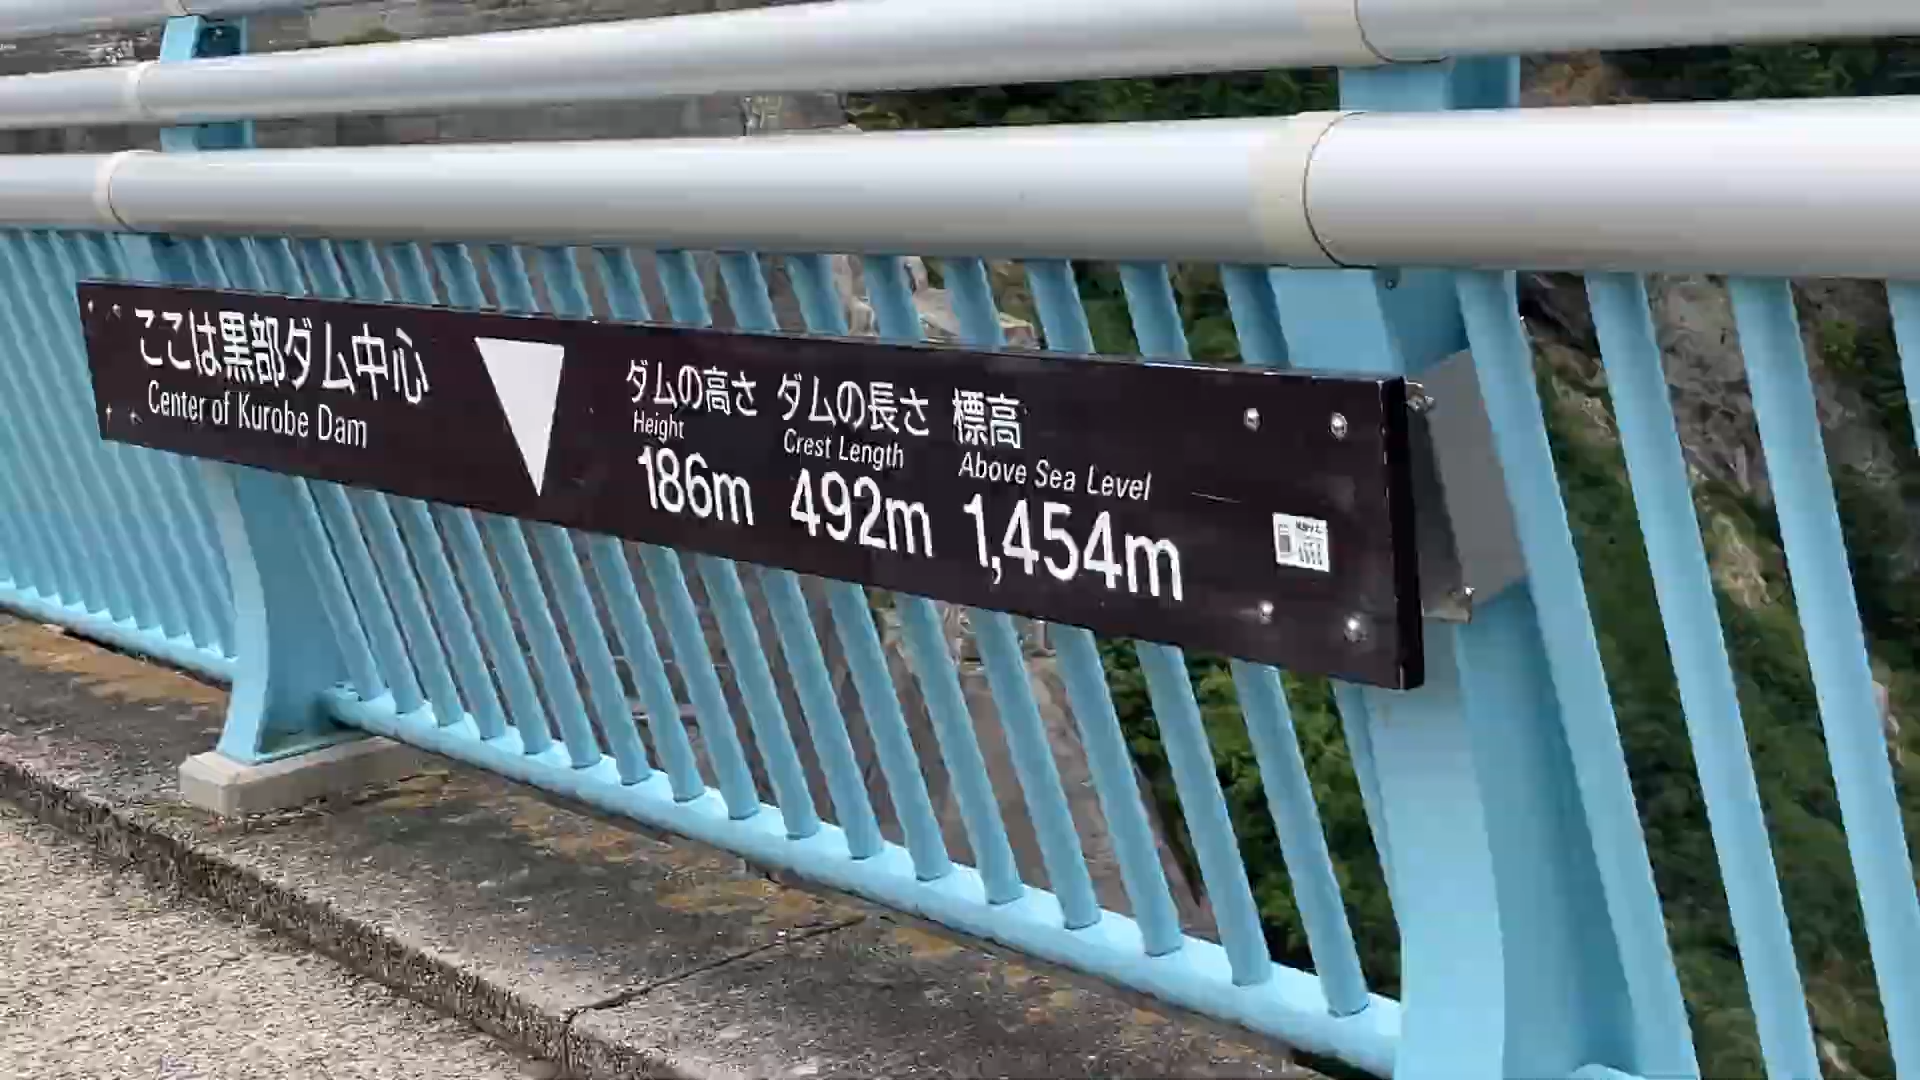 ここは黒部ダム中心
Center of Kurobe Dam
ダムの高さ
Height
186m
ダムの長さ
Crest Length
492m
標高
Above Sea Level
1,454m